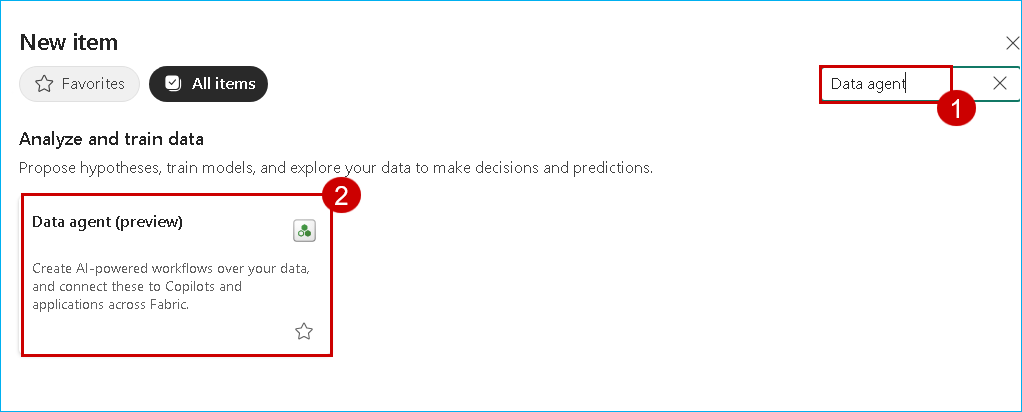 New item
Favorites
All items
Data agent
1
Analyze and train data
Propose hypotheses, train models, and explore your data to make decisions and predictions.
2
Data agent (preview)
Create AI-powered workflows over your data,
and connect these to Copilots and
applications across Fabric.